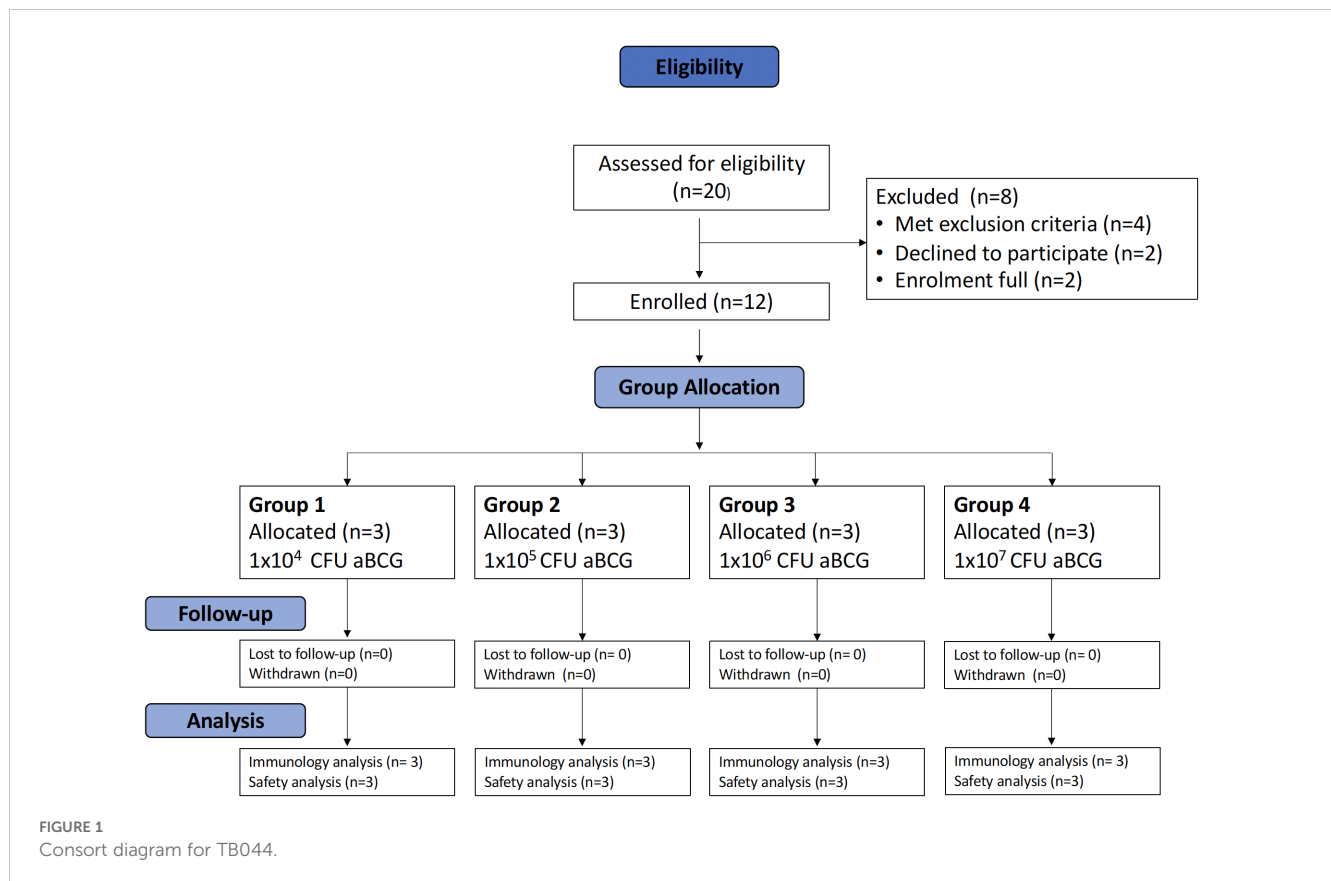 Eligibility
Assessed for eligibility
(n=20)
Excluded (n=8)
• Met exclusion criteria (n=4)
• Declined to participate (n=2)
• Enrolment full (n=2)
Enrolled (n=12)
Group Allocation
Group 1
Allocated (n=3)
1x10⁴ CFU aBCG
Group 2
Allocated (n=3)
1x10⁵ CFU aBCG
Group 3
Allocated (n=3)
1x10⁶ CFU aBCG
Group 4
Allocated (n=3)
1x10⁷ CFU aBCG
Follow-up
Lost to follow-up (n=0)
Withdrawn (n=0)
Lost to follow-up (n= 0)
Withdrawn (n=0)
Lost to follow-up (n= 0)
Withdrawn (n=0)
Lost to follow-up (n= 0)
Withdrawn (n=0)
Analysis
Immunology analysis (n= 3)
Safety analysis (n=3)
Immunology analysis (n=3)
Safety analysis (n=3)
Immunology analysis (n=3)
Safety analysis (n=3)
Immunology analysis (n= 3)
Safety analysis (n=3)
FIGURE 1
Consort diagram for TB044.